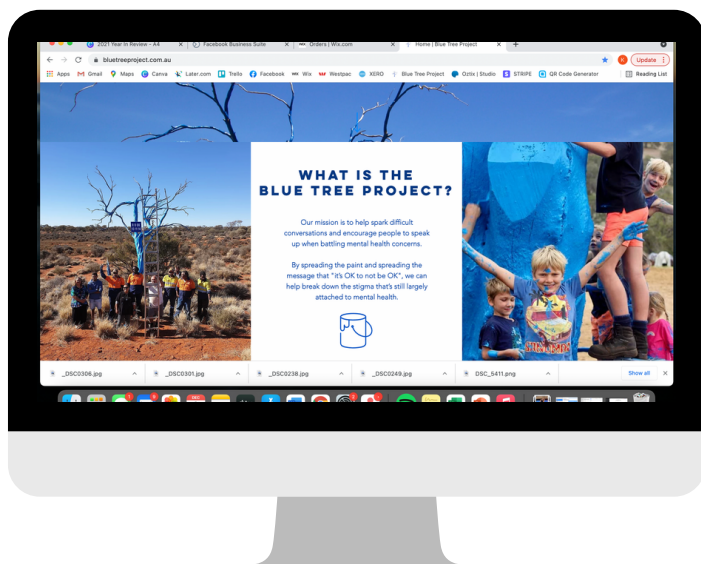 2021 Year In Review – A4
Facebook Business Suite
Orders | Wix.com
Home | Blue Tree Project
bluetreeproject.com.au
Update
Apps
Gmail
Maps
Canva
Later.com
Trello
Facebook
Wix
Westpac
XERO
Blue Tree Project
Oztix | Studio
STRIPE
QR Code Generator
Reading List
WHAT IS THE
BLUE TREE PROJECT?
Our mission is to help spark difficult
conversations and encourage people to speak
up when battling mental health concerns.
By spreading the paint and spreading the
message that "it's OK to not be OK", we can
help break down the stigma that's still largely
attached to mental health.
_DSC0306.jpg
_DSC0301.jpg
_DSC0238.jpg
_DSC0249.jpg
DSC_5411.png
Show all